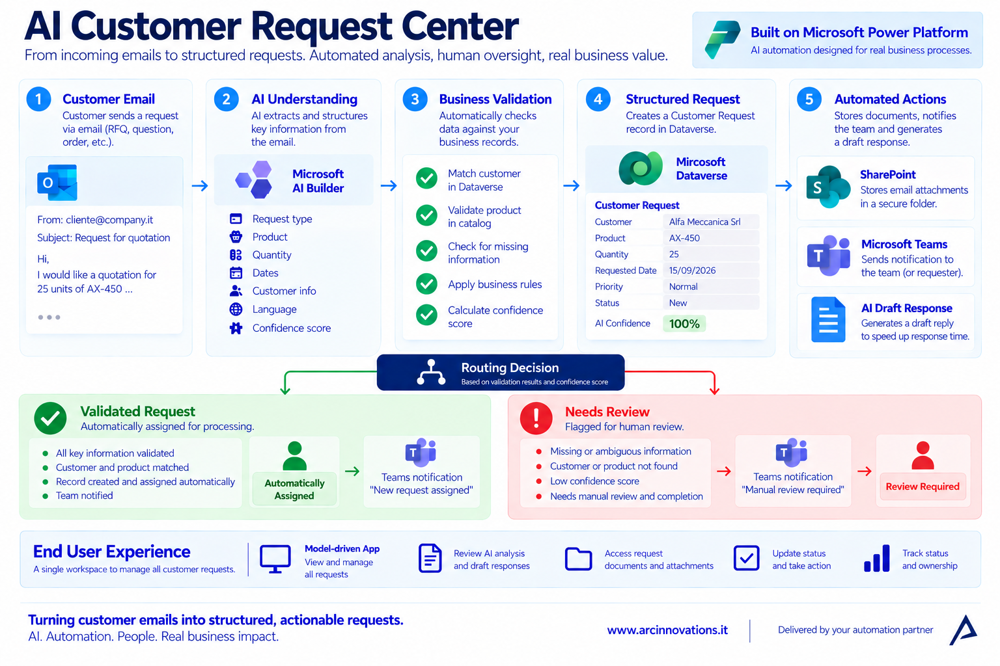 AI Customer Request Center
From incoming emails to structured requests. Automated analysis, human oversight, real business value.
Built on Microsoft Power Platform
AI automation designed for real business processes.
1
Customer Email
Customer sends a request
via email (RFQ, question,
order, etc.).
O
From: cliente@company.it
Subject: Request for quotation
Hi,
I would like a quotation for
25 units of AX-450 ...
2
AI Understanding
AI extracts and structures
key information from
the email.
Microsoft
AI Builder
Request type
Product
Quantity
Dates
Customer info
Language
Confidence score
3
Business Validation
Automatically checks
data against your
business records.
Match customer
in Dataverse
Validate product
in catalog
Check for missing
information
Apply business rules
Calculate confidence
score
4
Structured Request
Creates a Customer Request
record in Dataverse.
Mircosoft
Dataverse
Customer Request
Customer Alfa Meccanica Srl
Product AX-450
Quantity 25
Requested Date 15/09/2026
Priority Normal
Status New
AI Confidence 100%
5
Automated Actions
Stores documents, notifies
the team and generates
a draft response.
S
SharePoint
Stores email attachments
in a secure folder.
T
Microsoft Teams
Sends notification to
the team (or requester).
AI Draft Response
Generates a draft reply
to speed up response time.
Routing Decision
Based on validation results and confidence score
Validated Request
Automatically assigned for processing.
All key information validated
Customer and product matched
Record created and assigned automatically
Team notified
Automatically
Assigned
T
Teams notification
"New request assigned"
Needs Review
Flagged for human review.
Missing or ambiguous information
Customer or product not found
Low confidence score
Needs manual review and completion
T
Teams notification
"Manual review required"
Review Required
End User Experience
A single workspace to manage all customer requests.
Model-driven App
View and manage
all requests
Review AI analysis
and draft responses
Access request
documents and attachments
Update status
and take action
Track status
and ownership
Turning customer emails into structured, actionable requests.
AI. Automation. People. Real business impact.
www.arcinnovations.it
Delivered by your automation partner